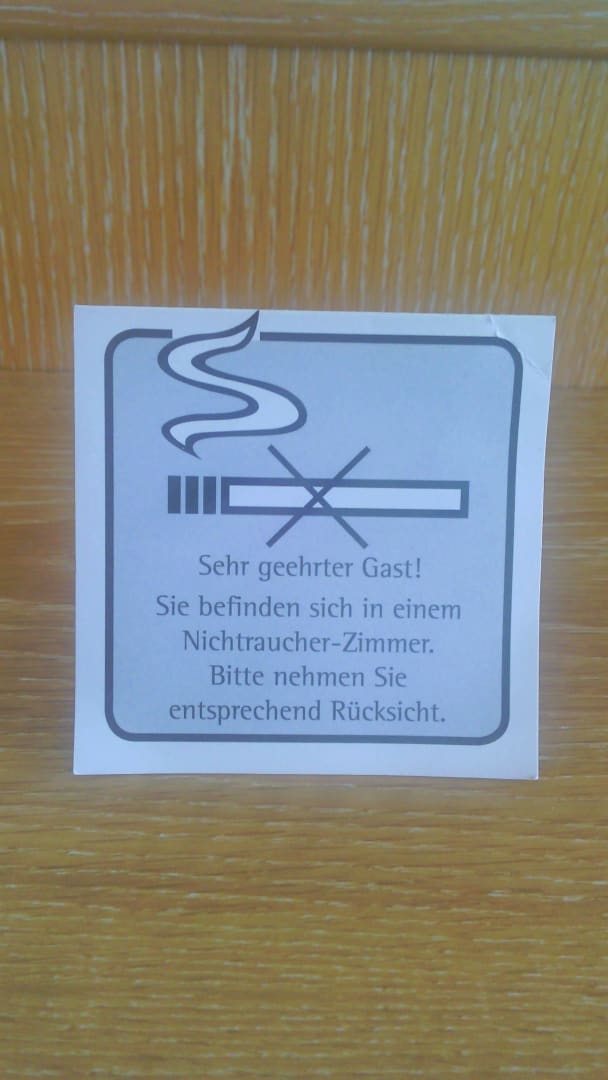 Sehr geehrter Gast!
Sie befinden sich in einem
Nichtraucher-Zimmer.
Bitte nehmen Sie
entsprechend Rücksicht.